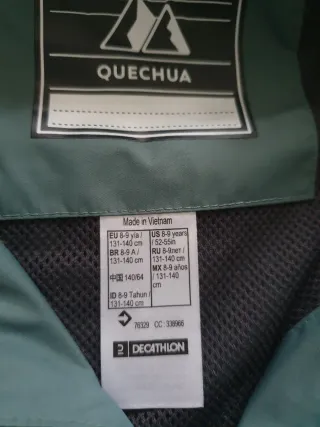 QUECHUA
Made in Vietnam
EU 8-9 y/a /
131-140 cm
BR 8-9 A /
131-140 cm
中国 140/64
ID 8-9 Tahun /
131-140 cm
US 8-9 years
/ 52-55in
RU 8-9лет /
131-140 cm
MX 8-9 años
/ 131-140
cm
76329 CC: 338966
DECATHLON